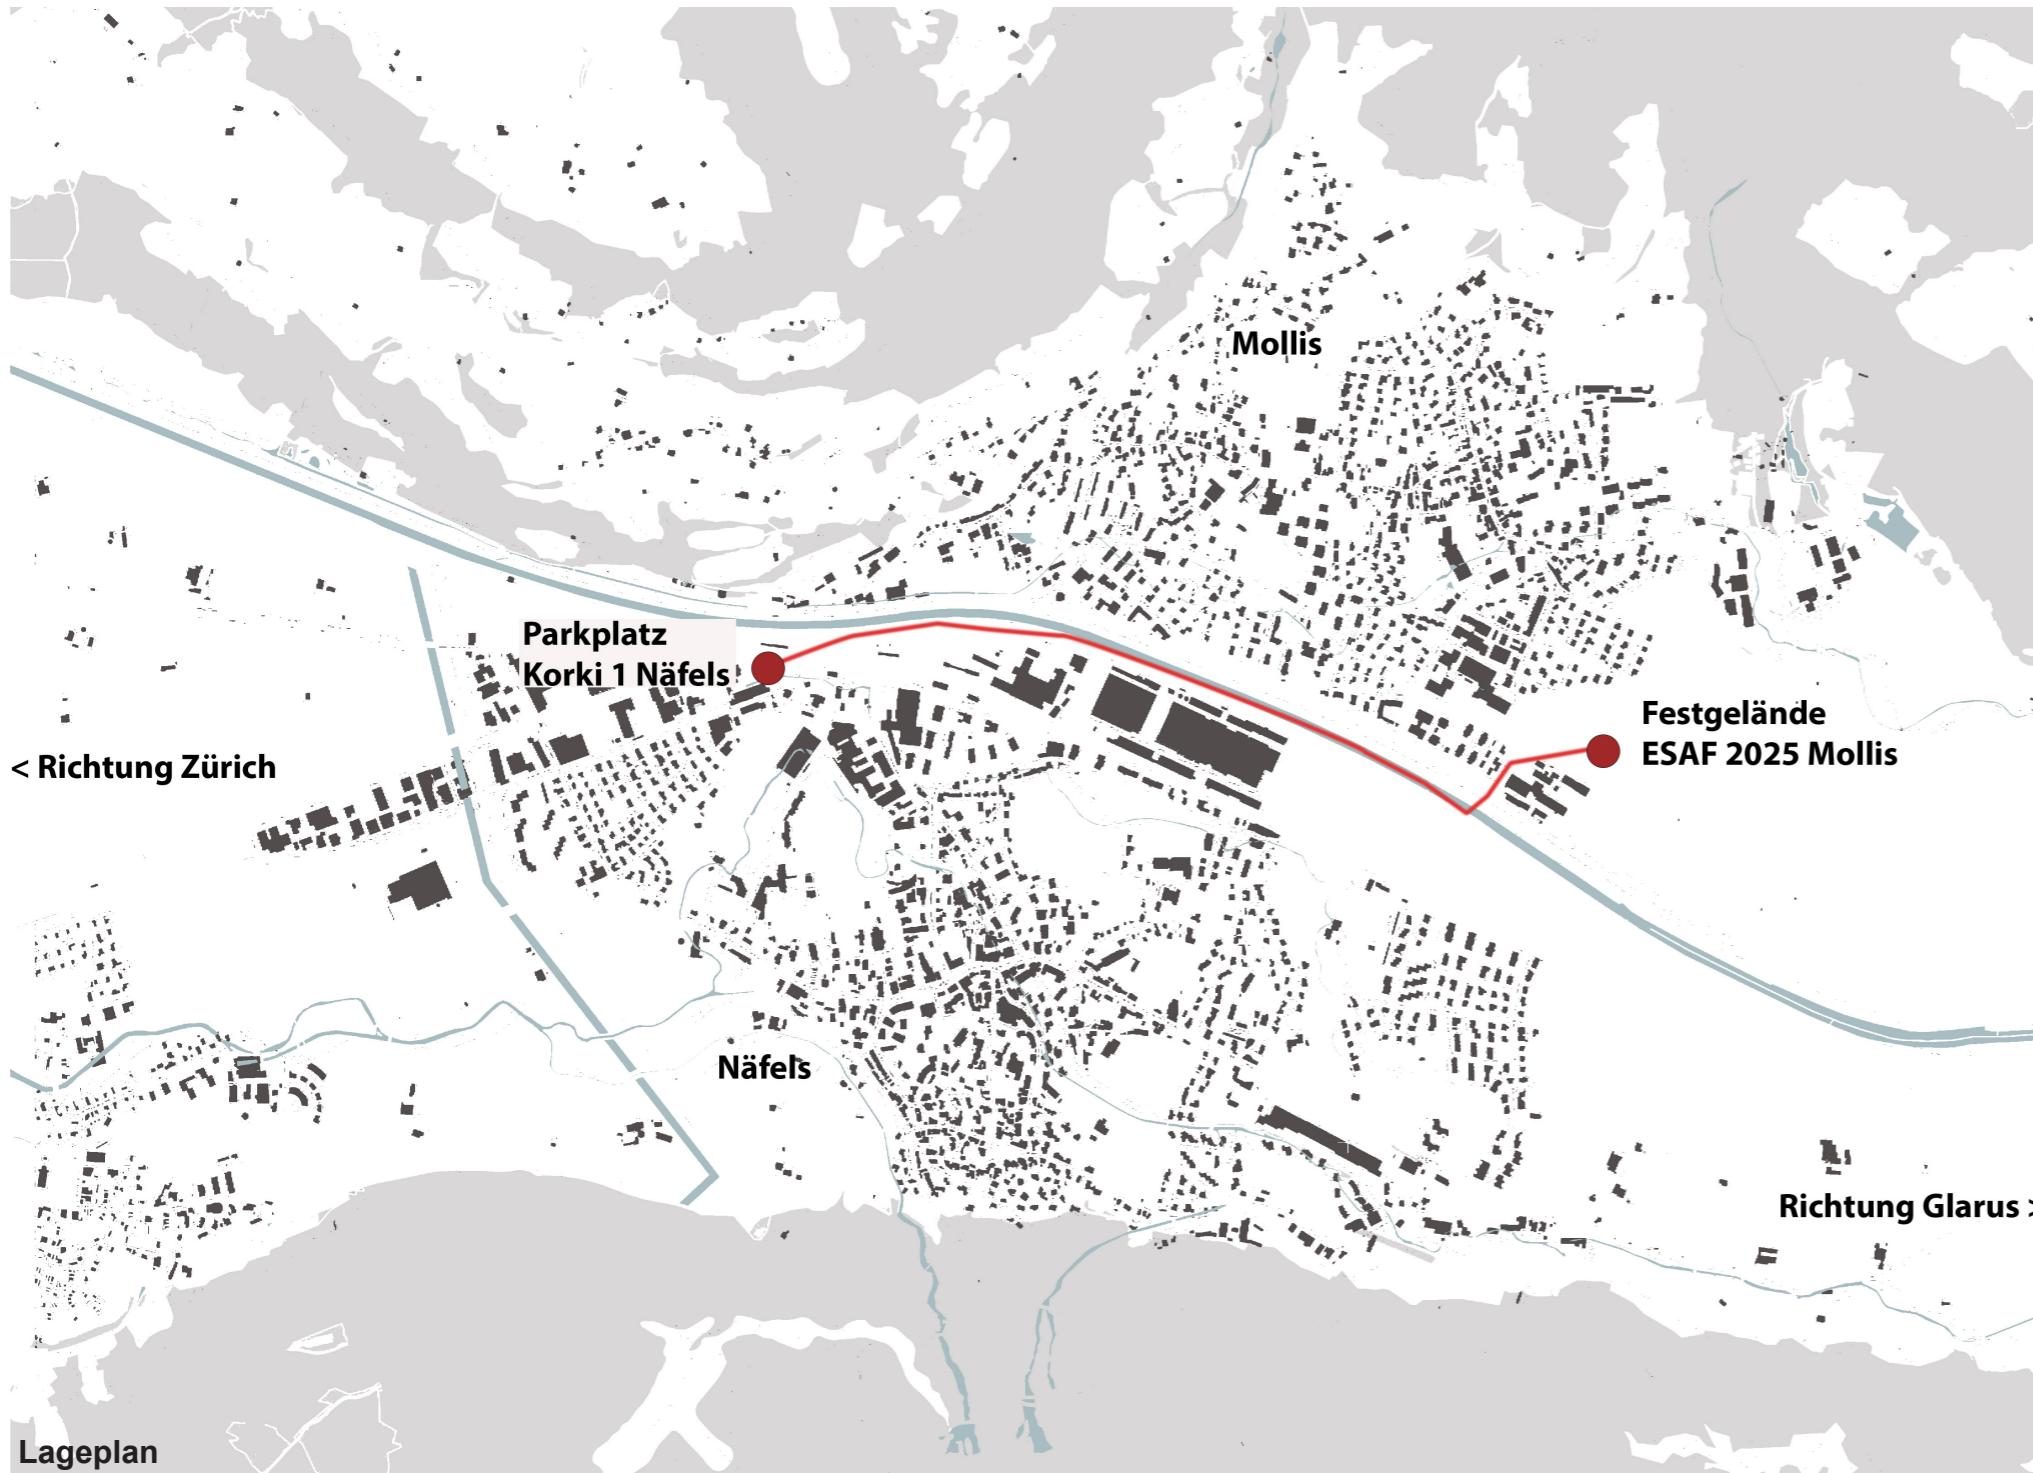 Mollis
Parkplatz
Korki 1 Näfels
Festgelände
ESAF 2025 Mollis
< Richtung Zürich
Näfels
Richtung Glarus >
Lageplan